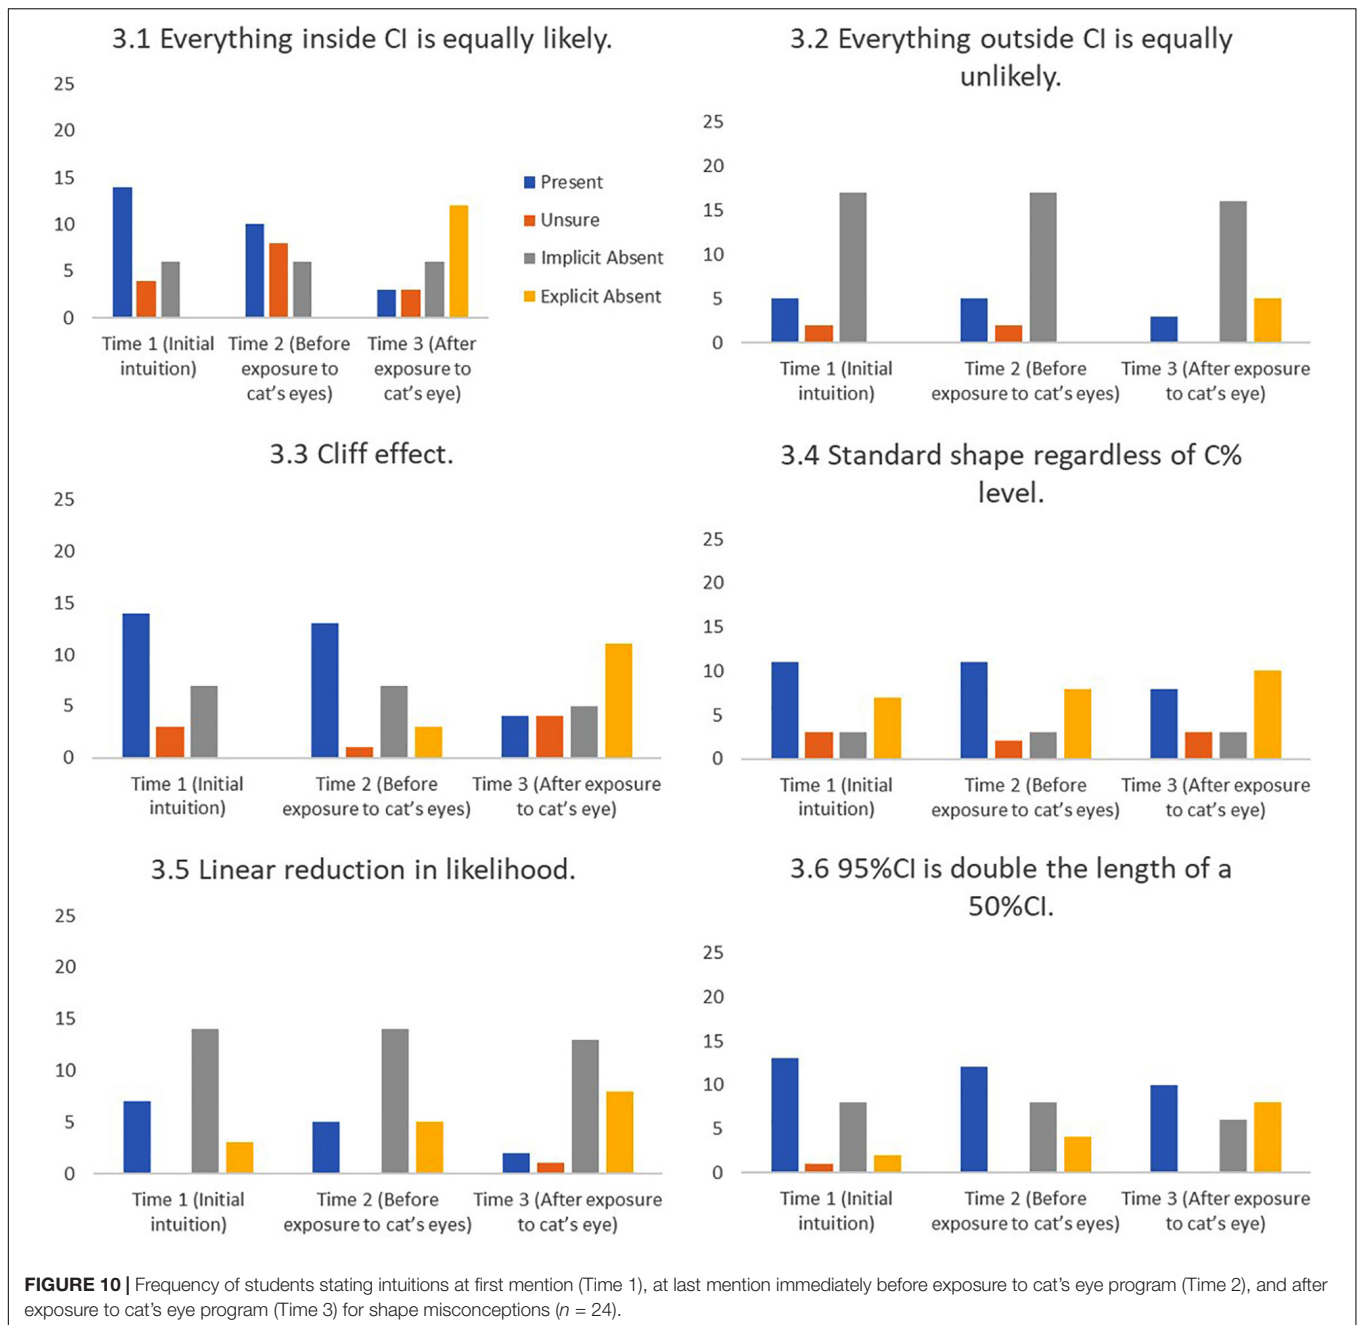 3.1 Everything inside CI is equally likely.
25
20
15
10
5
0
Time 1 (Initial
intuition)
Time 2 (Before
exposure to
cat's eyes)
Time 3 (After
exposure to
cat's eye)
Present
Unsure
Implicit Absent
Explicit Absent
3.2 Everything outside CI is equally
unlikely.
25
20
15
10
5
0
Time 1 (Initial
intuition)
Time 2 (Before
exposure to cat's eyes)
Time 3 (After exposure
to cat's eye)
3.3 Cliff effect.
25
20
15
10
5
0
Time 1 (Initial
intuition)
Time 2 (Before
exposure to cat's eyes)
Time 3 (After exposure
to cat's eye)
3.4 Standard shape regardless of C%
level.
25
20
15
10
5
0
Time 1 (Initial
intuition)
Time 2 (Before
exposure to cat's eyes)
Time 3 (After exposure
to cat's eye)
3.5 Linear reduction in likelihood.
25
20
15
10
5
0
Time 1 (Initial
intuition)
Time 2 (Before
exposure to cat's eyes)
Time 3 (After exposure
to cat's eye)
3.6 95%CI is double the length of a
50%CI.
25
20
15
10
5
0
Time 1 (Initial
intuition)
Time 2 (Before
exposure to cat's eyes)
Time 3 (After exposure
to cat's eye)
FIGURE 10 | Frequency of students stating intuitions at first mention (Time 1), at last mention immediately before exposure to cat's eye program (Time 2), and after
exposure to cat's eye program (Time 3) for shape misconceptions (n = 24).